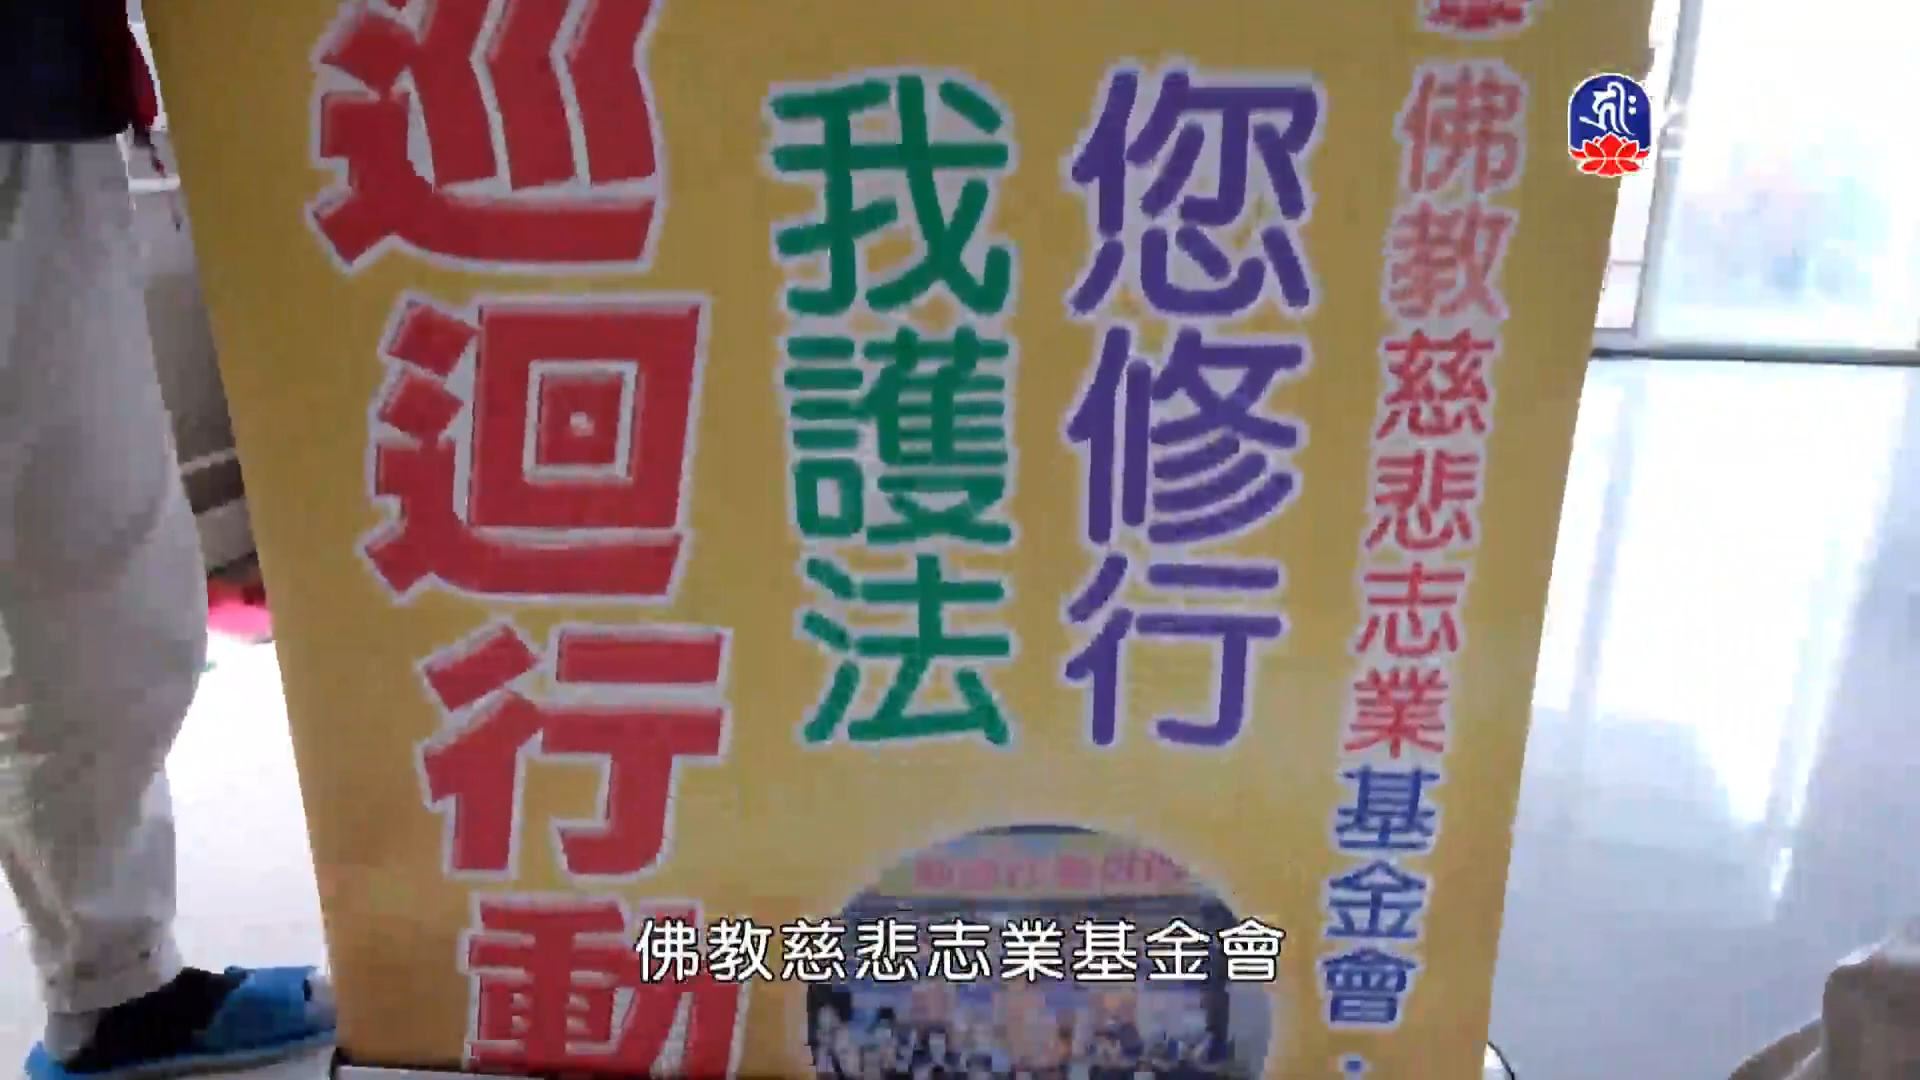 佛教慈悲志業基金會·
您修行
我護法
巡迴行動
佛教慈悲志業基金會